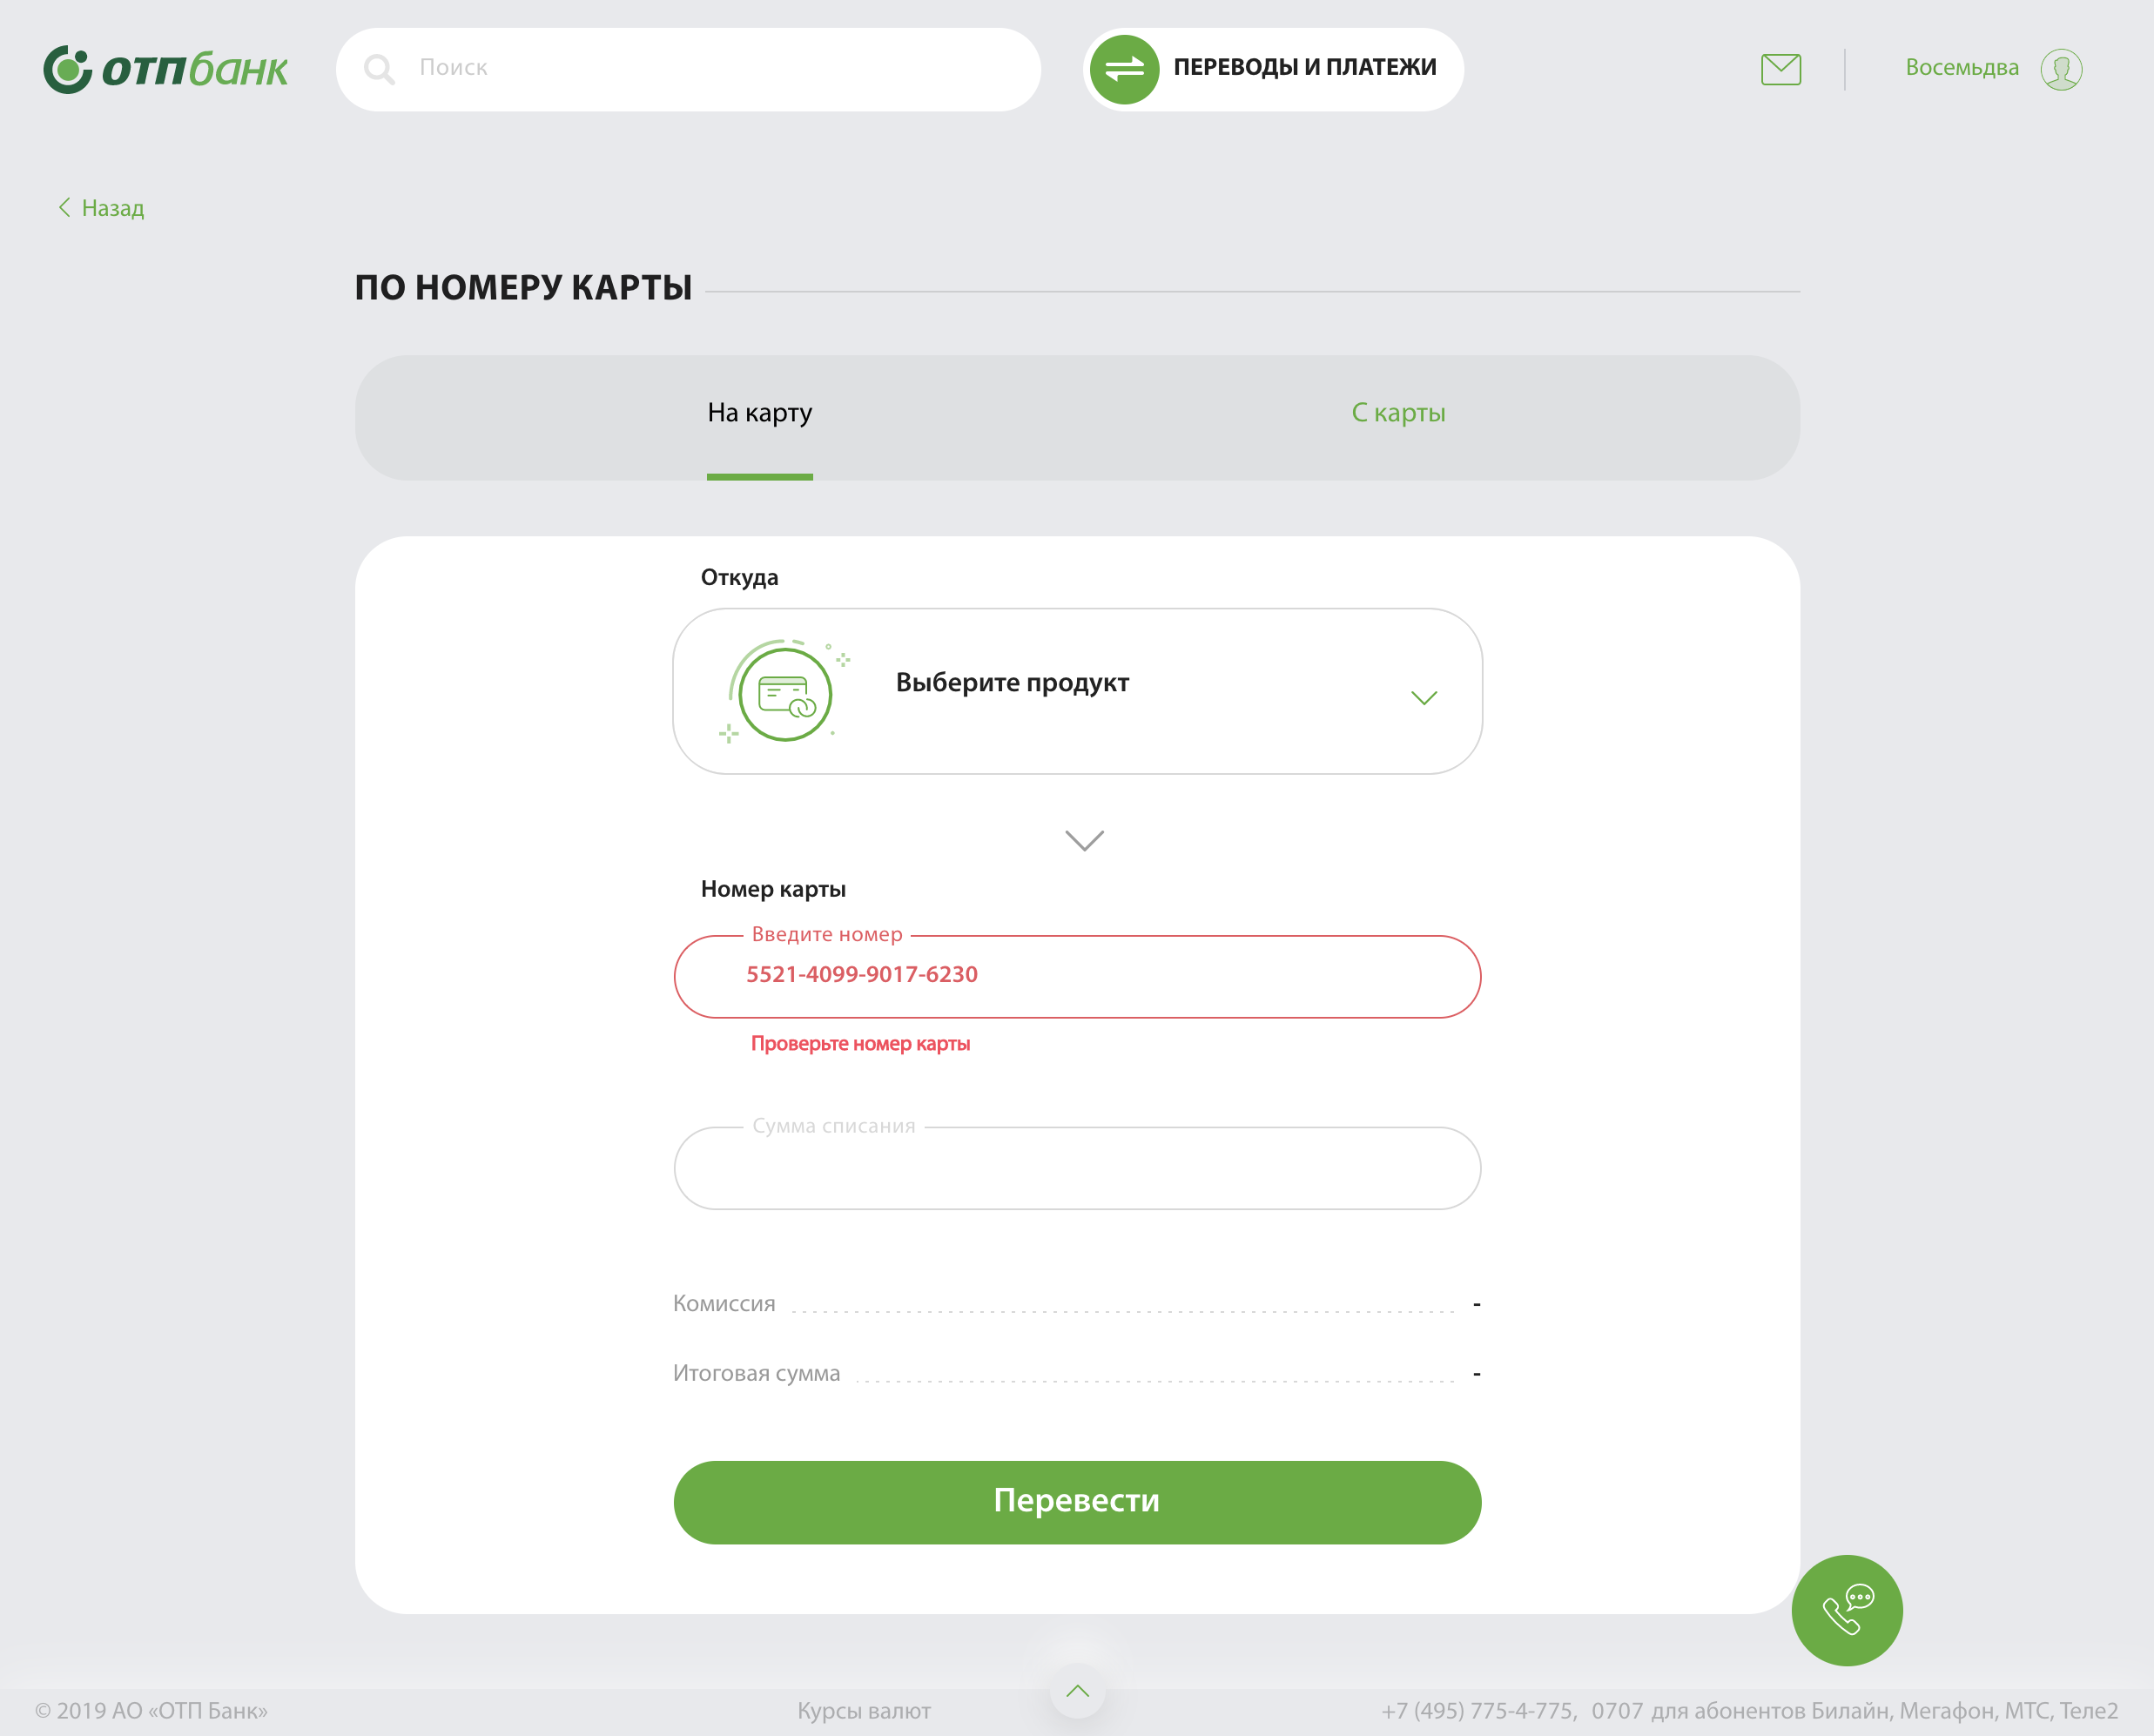 отпбанк
Поиск
ПЕРЕВОДЫ И ПЛАТЕЖИ
Восемьдва
Назад
ПО НОМЕРУ КАРТЫ
На карту
С карты
Откуда
Выберите продукт
Номер карты
Введите номер
5521-4099-9017-6230
Проверьте номер карты
Сумма списания
Комиссия -
Итоговая сумма -
Перевести
© 2019 АО «ОТП Банк»
Курсы валют
+7 (495) 775-4-775, 0707 для абонентов Билайн, Мегафон, МТС, Теле2